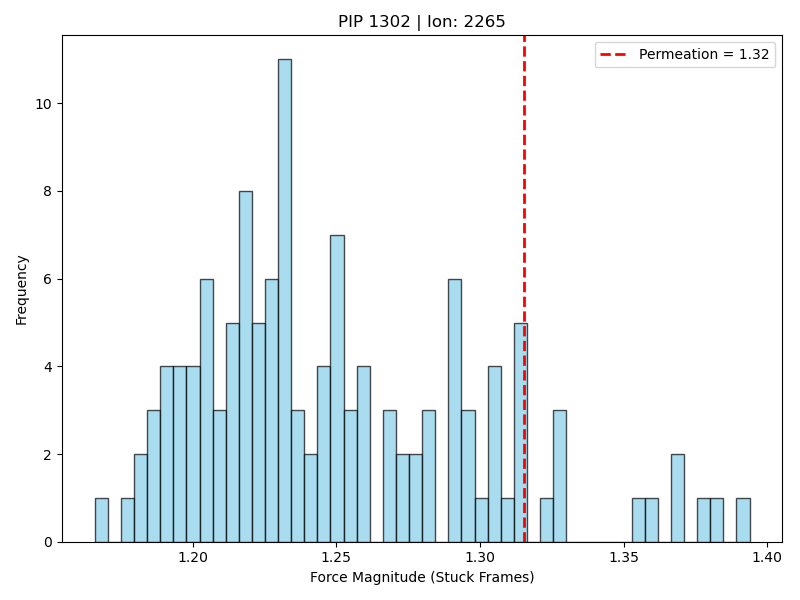 PIP 1302 | Ion: 2265
Permeation = 1.32
Frequency
10
8
6
4
2
0
1.20
1.25
1.30
1.35
1.40
Force Magnitude (Stuck Frames)